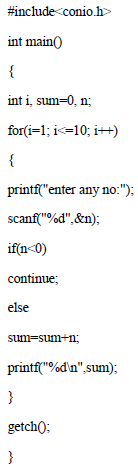 #include<conio.h>
int main()
{
int i, sum=0, n;
for(i=1; i<=10; i++)
{
printf("enter any no:");
scanf("%d",&n);
if(n<0)
continue;
else
sum=sum+n;
printf("%d\n",sum);
}
getch();
}